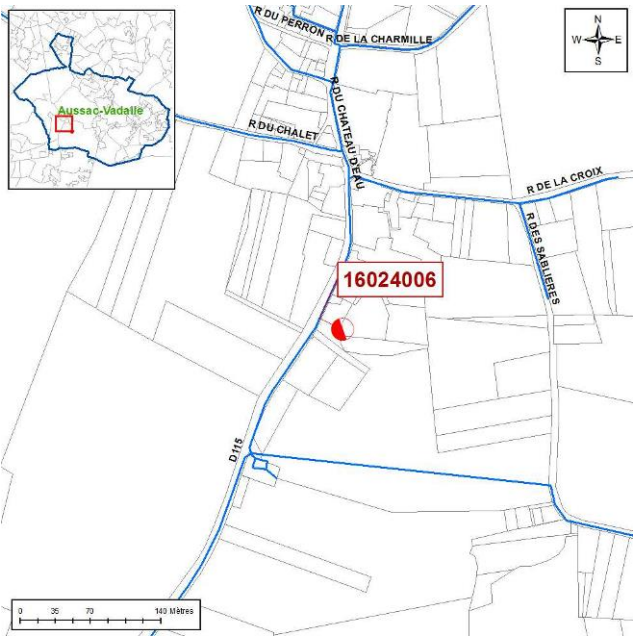 Aussac-Vadalle
N
W E
S
R DU PERRON
R DE LA CHARMILLE
R DU CHATEAU D'EAU
R DU CHALET
R DE LA CROIX
R DES SABLIERES
16024006
D115
0 35 70 140 Mètres